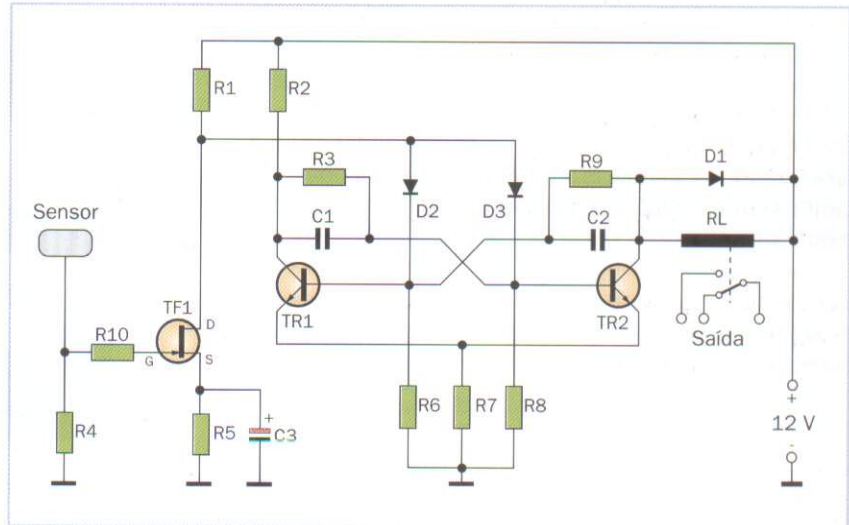 R1
R2
R3
R9
D1
Sensor
C1
D2
D3
C2
RL
TF1
D
R10
G
S
TR1
TR2
Saída
R4
R5
+
C3
R6
R7
R8
+
12 V
-